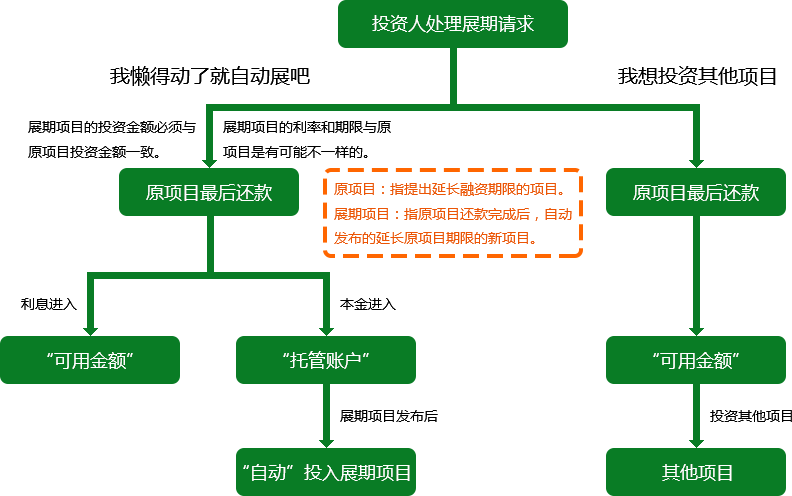 投资人处理展期请求
我懒得动了就自动展吧
我想投资其他项目
展期项目的投资金额必须与
原项目投资金额一致。
展期项目的利率和期限与原
项目是有可能不一样的。
原项目最后还款
原项目：指提出延长融资期限的项目。
展期项目：指原项目还款完成后，自动
发布的延长原项目期限的新项目。
原项目最后还款
利息进入
本金进入
“可用金额“
“托管账户”
“可用金额”
展期项目发布后
投资其他项目
“自动”投入展期项目
其他项目